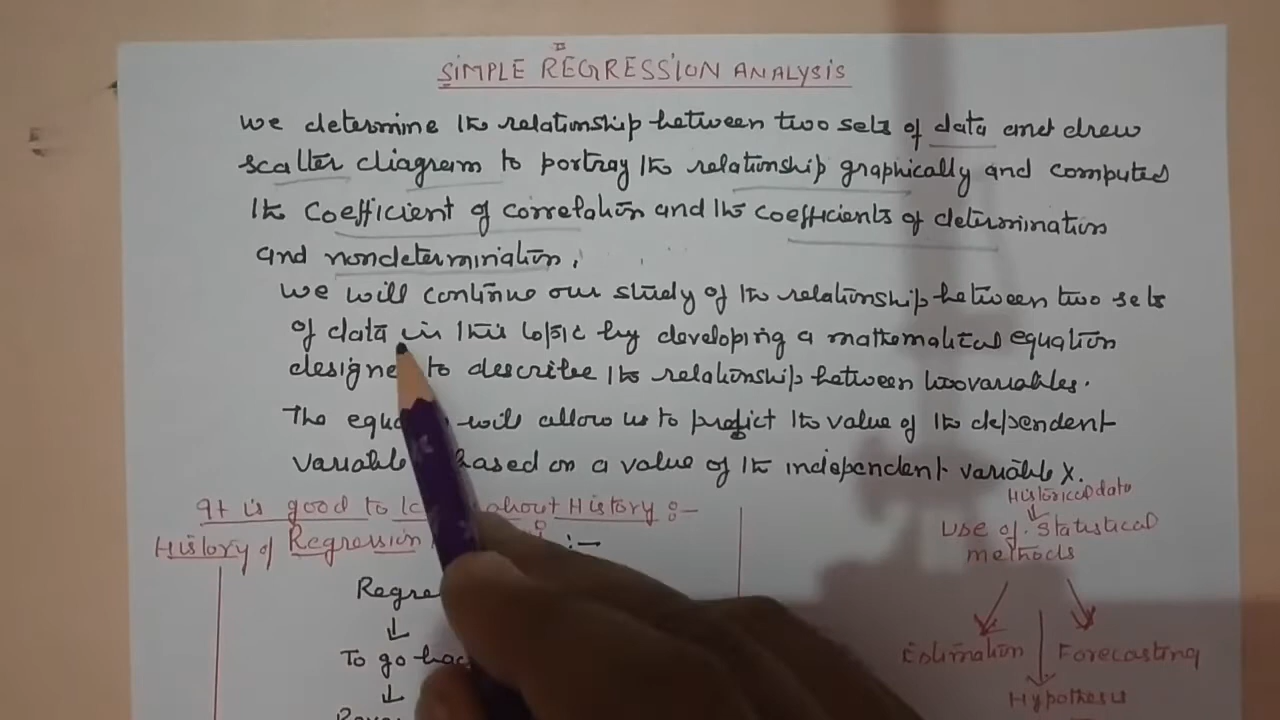 II
SIMPLE REGRESSION ANALYSIS
we determine the relationship between two sets of data and drew
scatter diagram to portray the relationship graphically and computed
the coefficient of correlation and the coefficients of determination
and nondetermination.
We will continue our study of the relationship between two sets
of data in this topic by developing a mathematical equation
designe to describe the relationship between two variables.
The equa will allow us to predict the value of the dependent
variable based on a value of the independent variable X.
It is good to about History :-
History of Regression :-
Regre
↓
To go bac
↓
Historical data
↓
Use of Statistical
methods
Estimation
Forecasting
Hypothesis